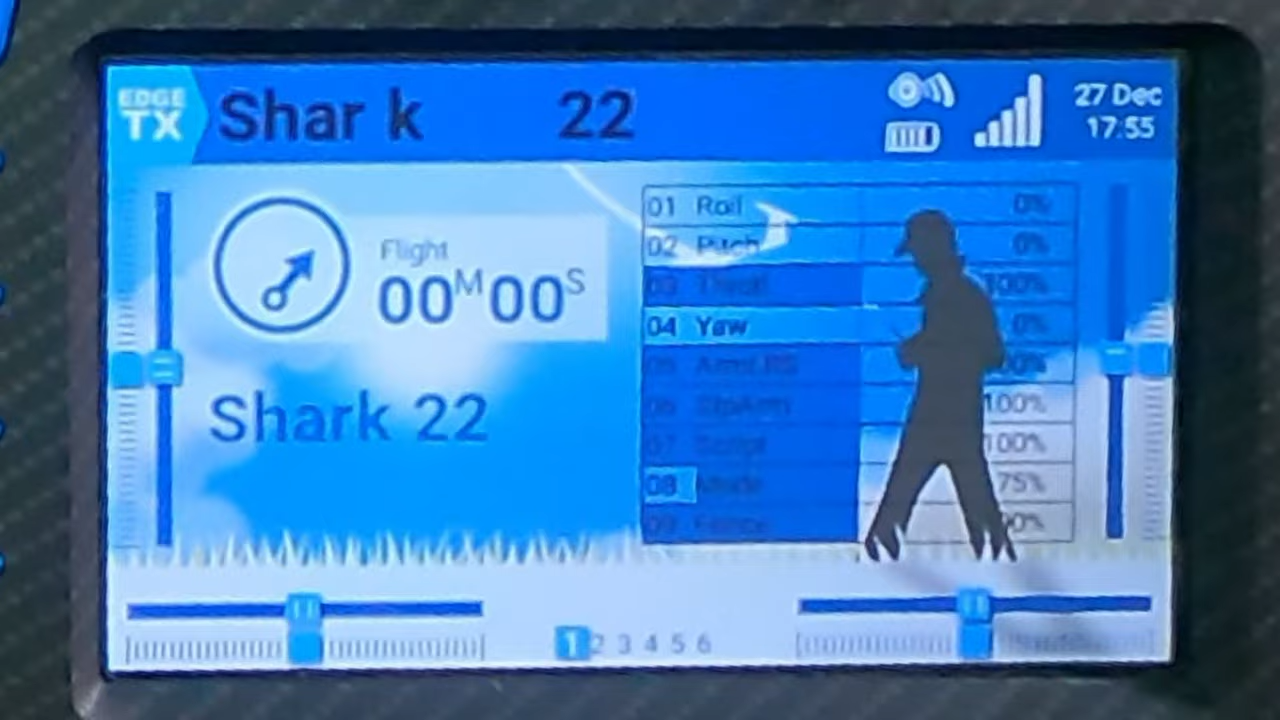 EDGE
TX
Shar k 22
27 Dec
17:55
Flight
00M00S
Shark 22
01 Roll 0%
02 Pitch 0%
03 100%
04 Yaw 0%
100%
100%
08 75%
1 2 3 4 5 6